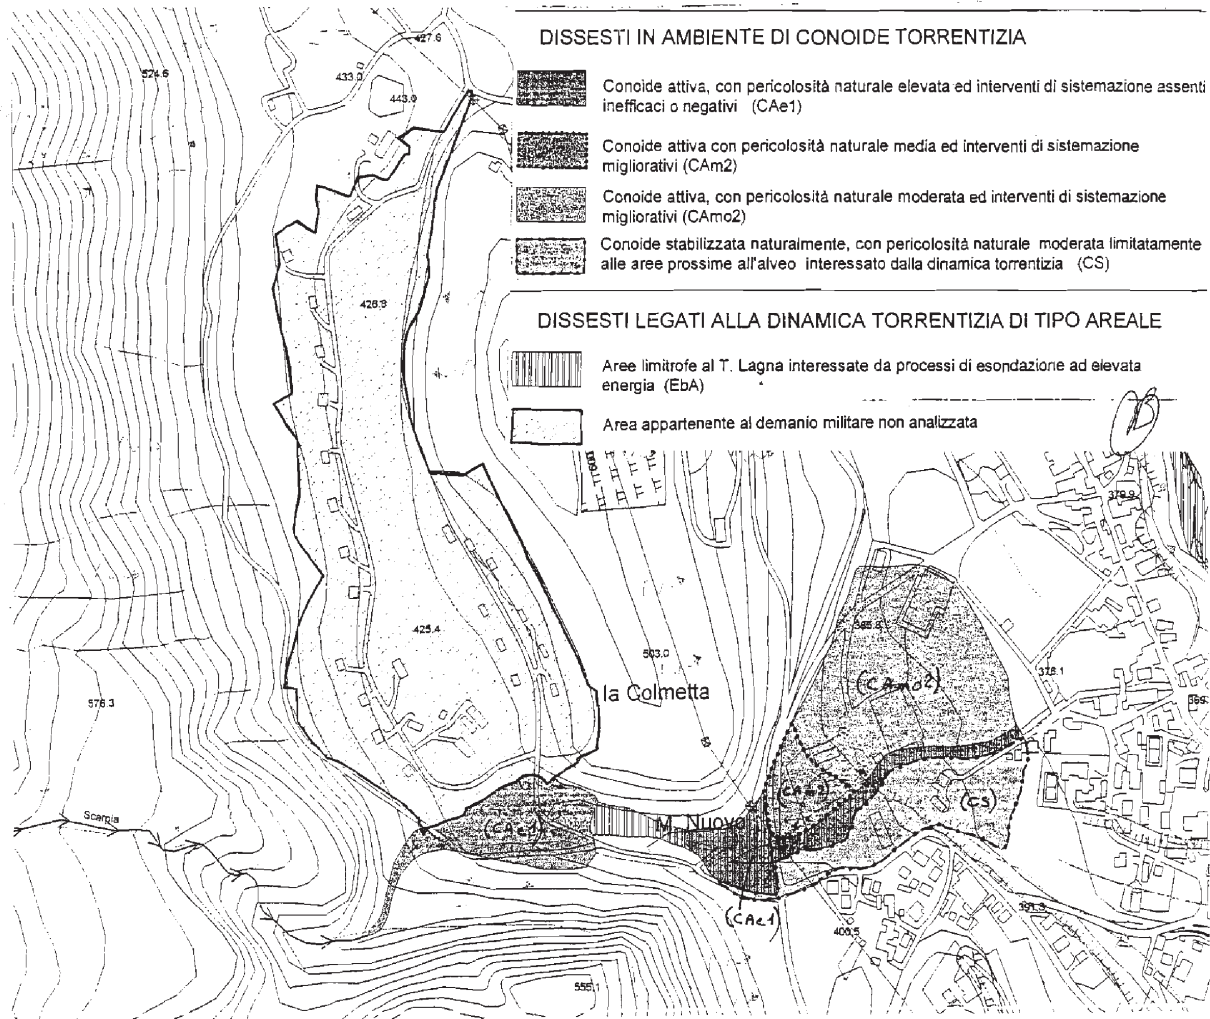 DISSESTI IN AMBIENTE DI CONOIDE TORRENTIZIA
Conoide attiva, con pericolosità naturale elevata ed interventi di sistemazione assenti
inefficaci o negativi (CAe1)
Conoide attiva con pericolosità naturale media ed interventi di sistemazione
migliorativi (CAm2)
Conoide attiva, con pericolosità naturale moderata ed interventi di sistemazione
migliorativi (CAmo2)
Conoide stabilizzata naturalmente, con pericolosità naturale moderata limitatamente
alle aree prossime all'alveo interessato dalla dinamica torrentizia (CS)
DISSESTI LEGATI ALLA DINAMICA TORRENTIZIA DI TIPO AREALE
Aree limitrofe al T. Lagna interessate da processi di esondazione ad elevata
energia (EbA)
Area appartenente al demanio militare non analizzata
427.6
524.6
433.0
443.0
426.3
379.9
425.4
503.0
la Colmetta
(CAmo2)
378.1
576.3
369
Scarpia
(CAe1)
M. Nuovo
(CAm2)
(CS)
(CAe1)
400.5
391.3
555.1